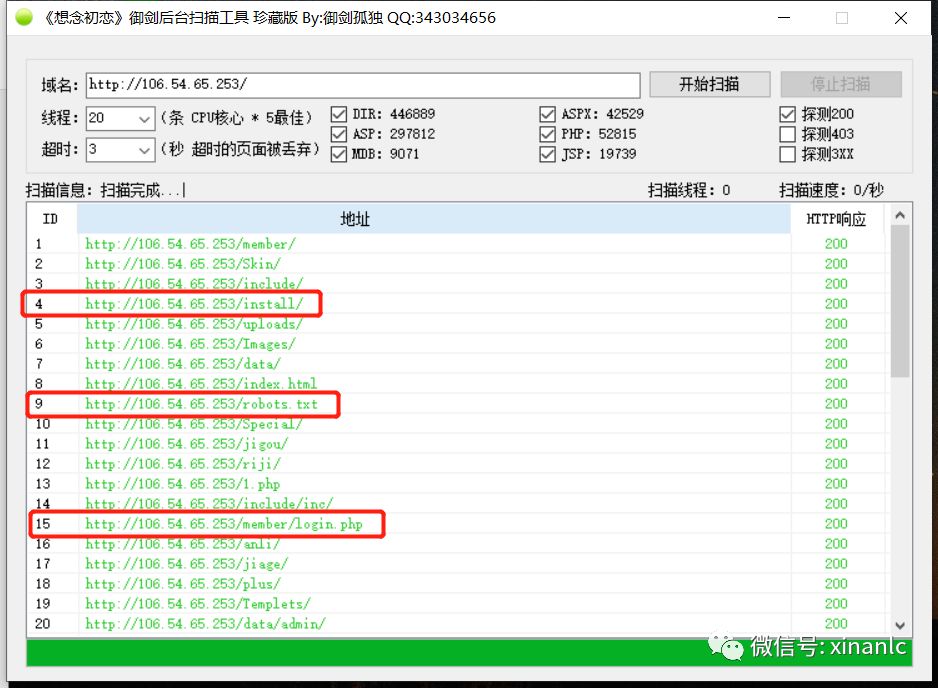 《想念初恋》御剑后台扫描工具 珍藏版 By:御剑孤独 QQ:343034656
域名: http://106.54.65.253/ 开始扫描 停止扫描
线程: 20 (条 CPU核心 * 5最佳) DIR: 446889 ASPX: 42529 探测200
ASP: 297812 PHP: 52815 探测403
超时: 3 (秒 超时的页面被丢弃) MDB: 9071 JSP: 19739 探测3XX
扫描信息: 扫描完成... 扫描线程: 0 扫描速度: 0/秒
ID 地址 HTTP响应
1 http://106.54.65.253/member/ 200
2 http://106.54.65.253/Skin/ 200
3 http://106.54.65.253/include/ 200
4 http://106.54.65.253/install/ 200
5 http://106.54.65.253/uploads/ 200
6 http://106.54.65.253/Images/ 200
7 http://106.54.65.253/data/ 200
8 http://106.54.65.253/index.html 200
9 http://106.54.65.253/robots.txt 200
10 http://106.54.65.253/Special/ 200
11 http://106.54.65.253/jigou/ 200
12 http://106.54.65.253/riji/ 200
13 http://106.54.65.253/1.php 200
14 http://106.54.65.253/include/inc/ 200
15 http://106.54.65.253/member/login.php 200
16 http://106.54.65.253/anli/ 200
17 http://106.54.65.253/jiage/ 200
18 http://106.54.65.253/plus/ 200
19 http://106.54.65.253/Templets/ 200
20 http://106.54.65.253/data/admin/ 200
微信号: xinanlc